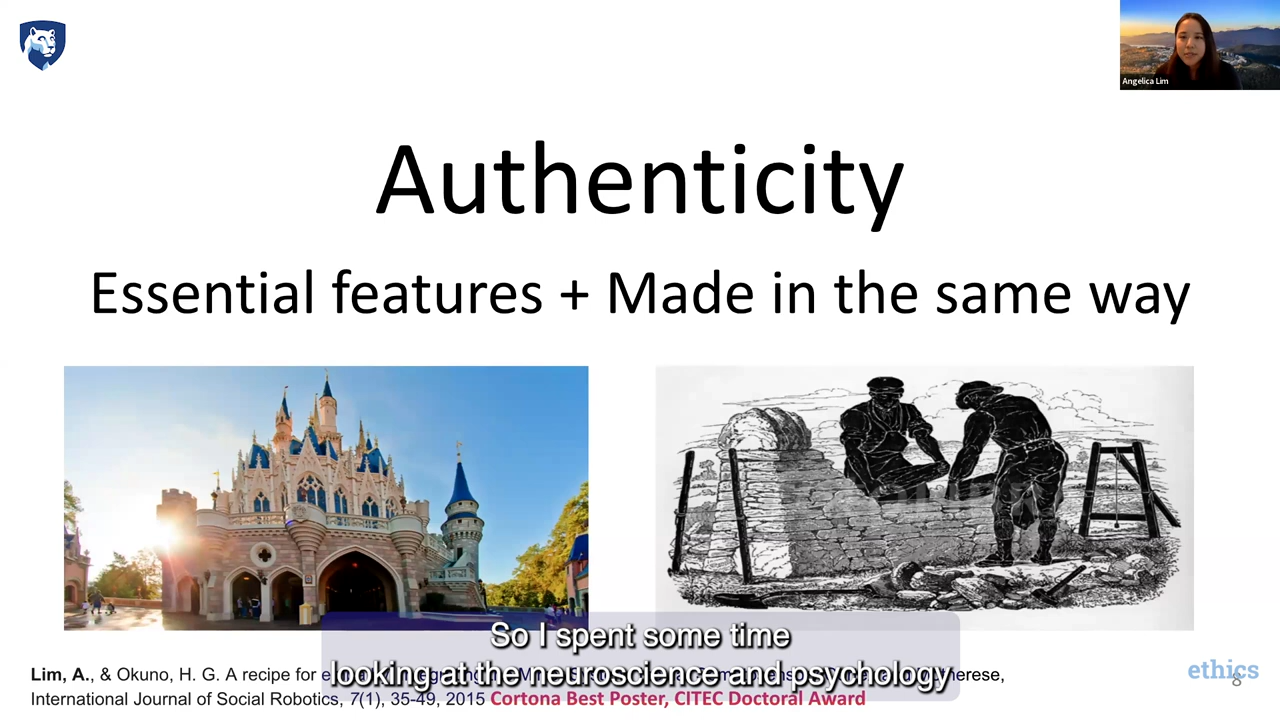 Angelica Lim
Authenticity
Essential features + Made in the same way
So I spent some time
looking at the neuroscience and psychology
Lim, A., & Okuno, H. G. A recipe for
International Journal of Social Robotics, 7(1), 35-49, 2015 Cortona Best Poster, CITEC Doctoral Award
ethics
8